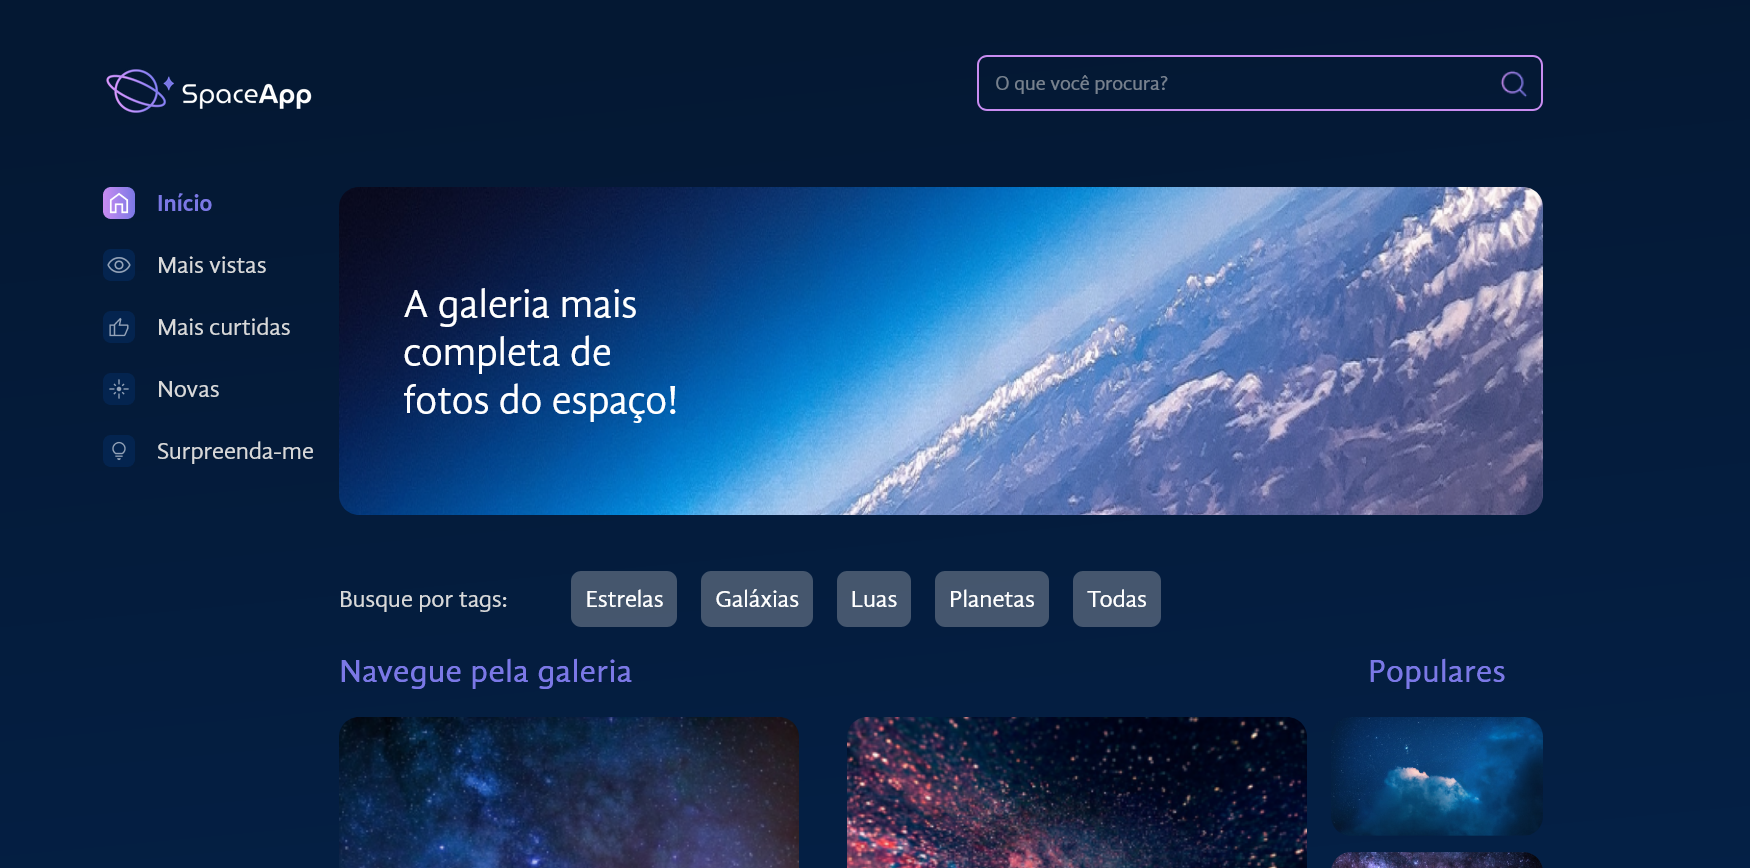 SpaceApp
O que você procura?
Início
Mais vistas
Mais curtidas
Novas
Surpreenda-me
A galeria mais
completa de
fotos do espaço!
Busque por tags:
Estrelas
Galáxias
Luas
Planetas
Todas
Navegue pela galeria
Populares